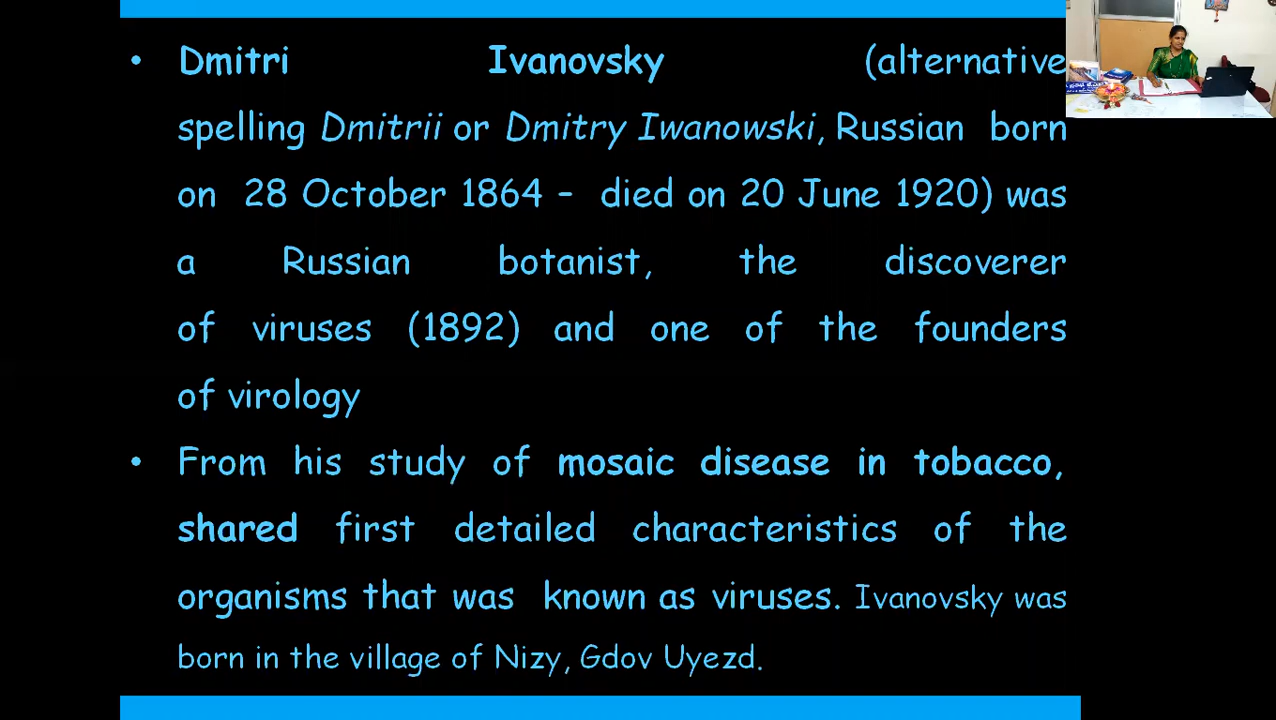 • Dmitri Ivanovsky (alternative
spelling Dmitrii or Dmitry Iwanowski, Russian born
on 28 October 1864 – died on 20 June 1920) was
a Russian botanist, the discoverer
of viruses (1892) and one of the founders
of virology
• From his study of mosaic disease in tobacco,
shared first detailed characteristics of the
organisms that was known as viruses. Ivanovsky was
born in the village of Nizy, Gdov Uyezd.